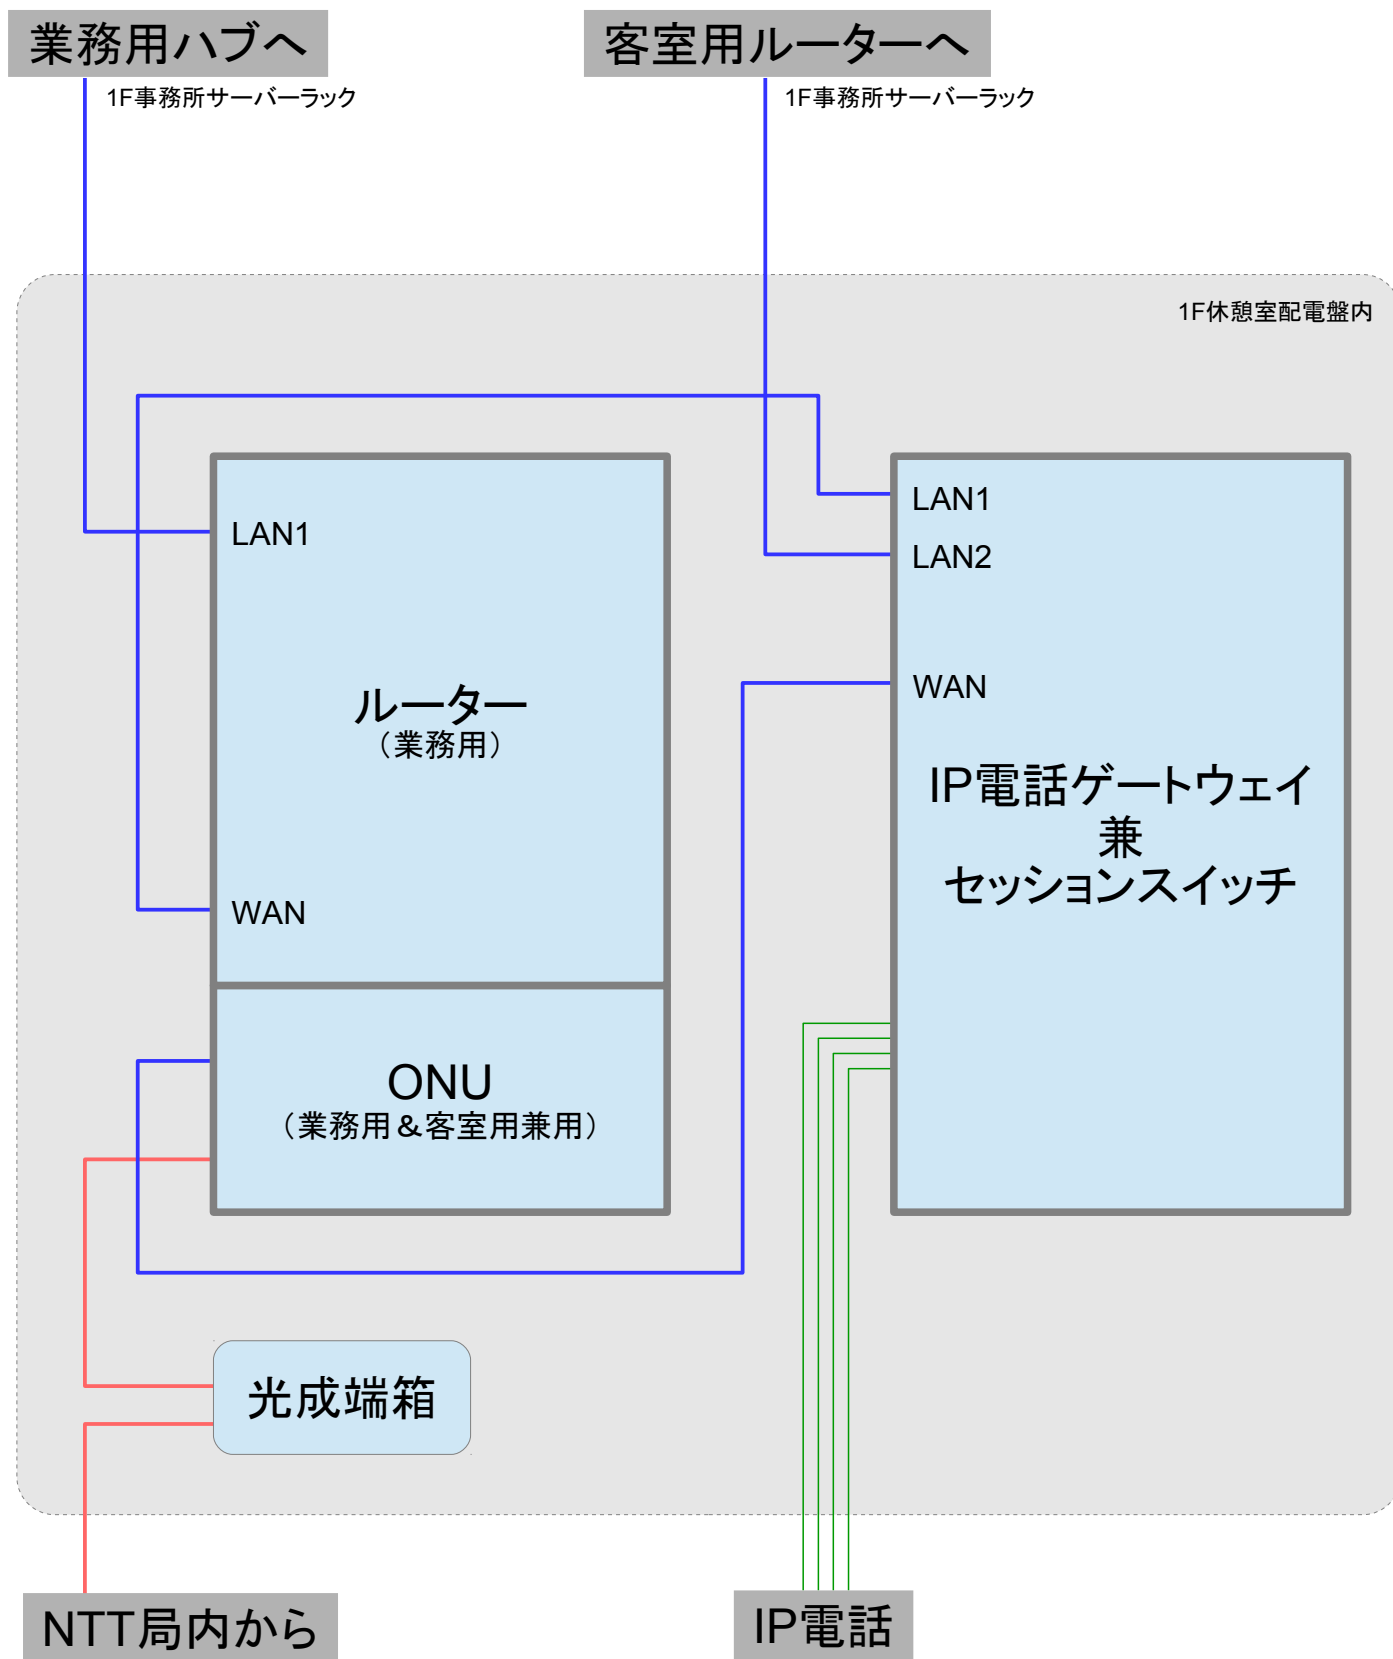 業務用ハブへ
客室用ルーターへ
1F事務所サーバーラック
1F事務所サーバーラック
1F休憩室配電盤内
LAN1
ルーター
（業務用）
WAN
LAN1
LAN2
WAN
IP電話ゲートウェイ
兼
セッションスイッチ
ONU
（業務用＆客室用兼用）
光成端箱
NTT局内から
IP電話